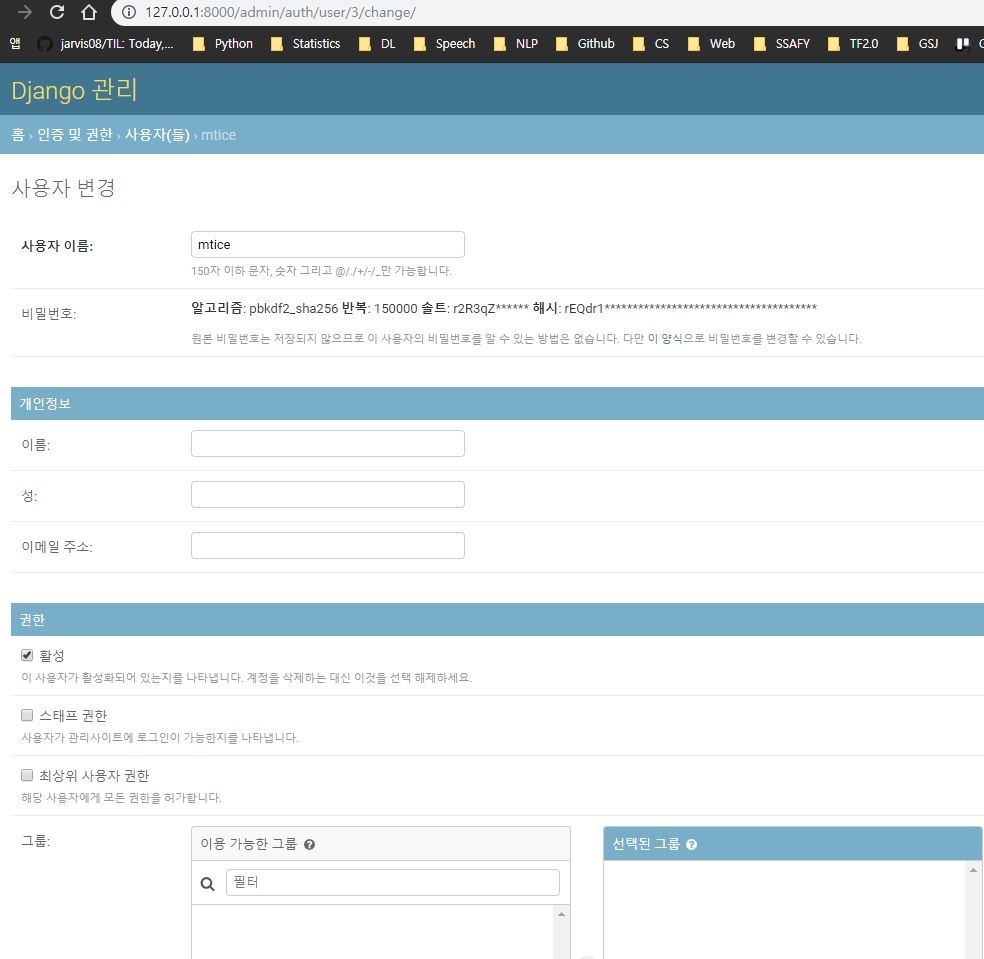 127.0.0.1:8000/admin/auth/user/3/change/
앱 jarvis08/TIL: Today,... Python Statistics DL Speech NLP Github CS Web SSAFY TF2.0 GSJ
Django 관리
홈 › 인증 및 권한 › 사용자(들) › mtice
사용자 변경
사용자 이름: mtice
150자 이하 문자, 숫자 그리고 @/./+/-/_만 가능합니다.
비밀번호: 알고리즘: pbkdf2_sha256 반복: 150000 솔트: r2R3qZ****** 해시: rEQdr1**************************************
원본 비밀번호는 저장되지 않으므로 이 사용자의 비밀번호를 알 수 있는 방법은 없습니다. 다만 이 양식으로 비밀번호를 변경할 수 있습니다.
개인정보
이름:
성:
이메일 주소:
권한
활성
이 사용자가 활성화되어 있는지를 나타냅니다. 계정을 삭제하는 대신 이것을 선택 해제하세요.
스태프 권한
사용자가 관리사이트에 로그인이 가능한지를 나타냅니다.
최상위 사용자 권한
해당 사용자에게 모든 권한을 허가합니다.
그룹: 이용 가능한 그룹 ? 선택된 그룹 ?
필터